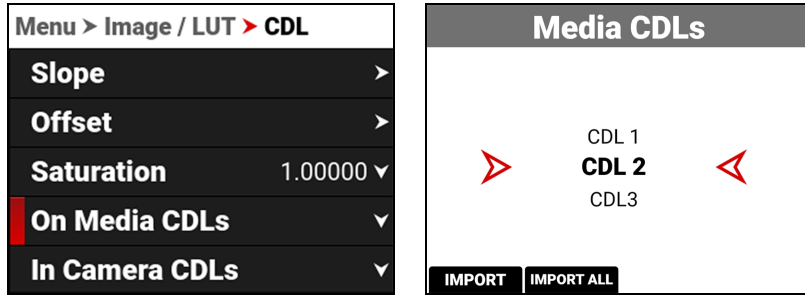 Menu > Image / LUT > CDL
Slope
Offset
Saturation 1.00000
On Media CDLs
In Camera CDLs
Media CDLs
CDL 1
CDL 2
CDL3
IMPORT IMPORT ALL